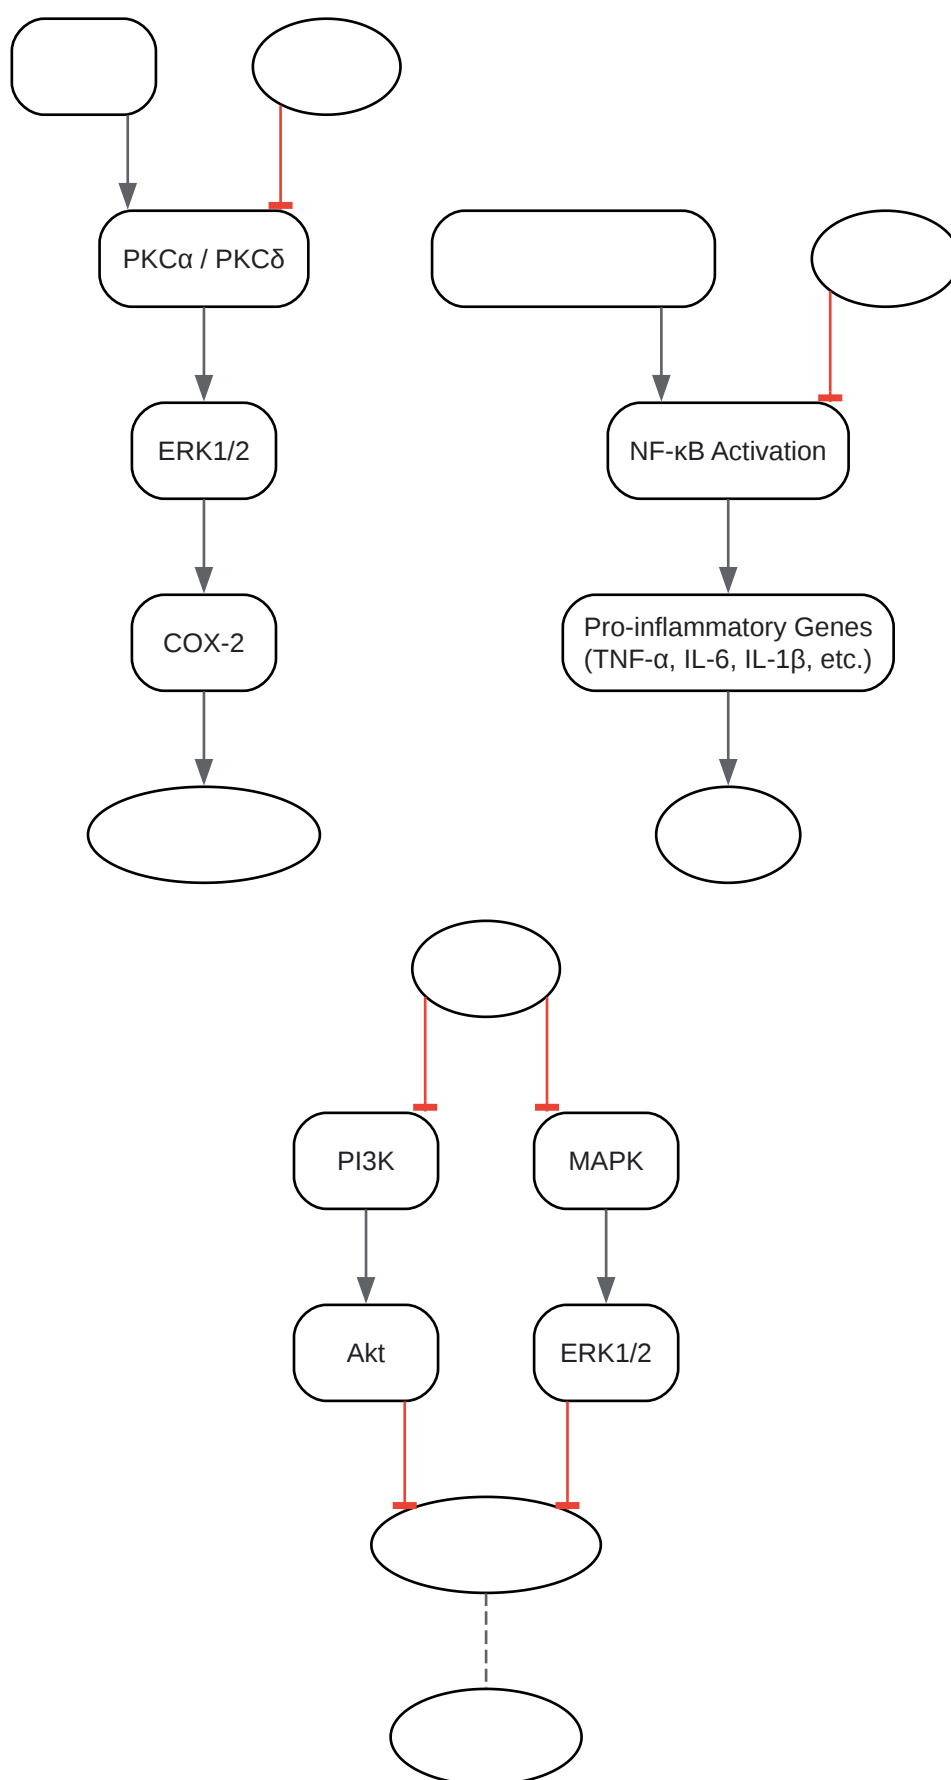 PKCα / PKCδ
ERK1/2
NF-κB Activation
COX-2
Pro-inflammatory Genes
(TNF-α, IL-6, IL-1β, etc.)
PI3K
MAPK
Akt
ERK1/2